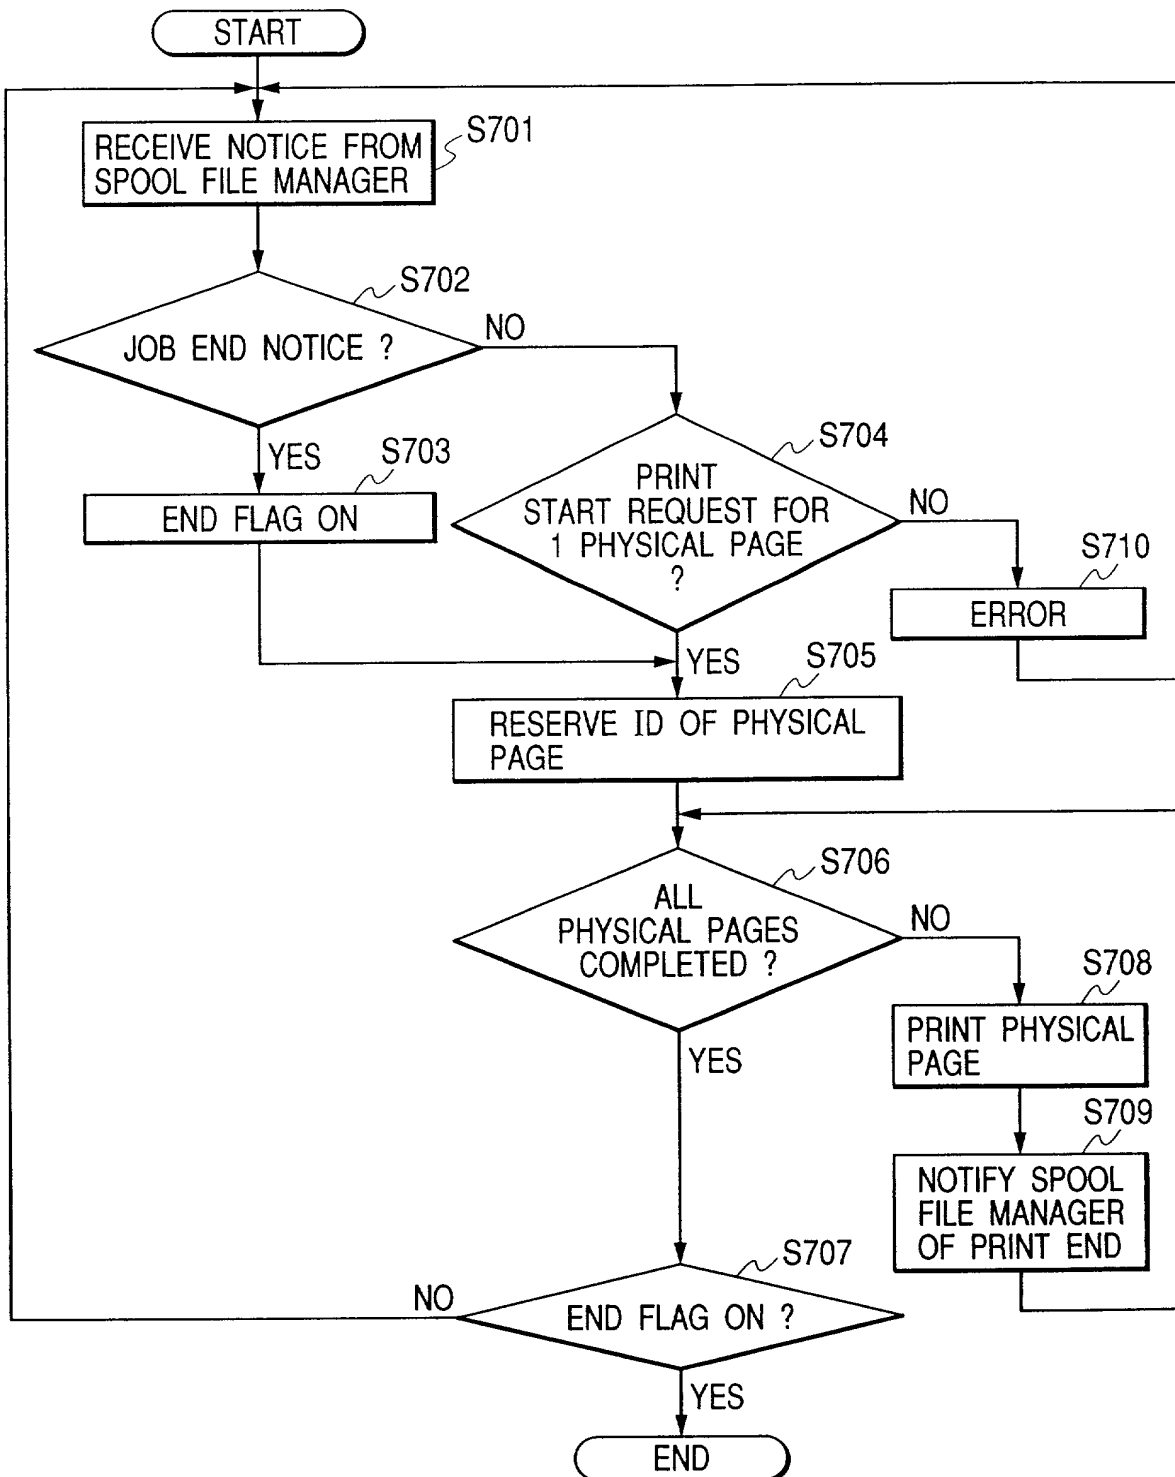 START
RECEIVE NOTICE FROM
SPOOL FILE MANAGER
S701
S702
JOB END NOTICE ?
NO
YES
S703
END FLAG ON
S704
PRINT
START REQUEST FOR
1 PHYSICAL PAGE
?
NO
S710
ERROR
YES
S705
RESERVE ID OF PHYSICAL
PAGE
S706
ALL
PHYSICAL PAGES
COMPLETED ?
NO
S708
PRINT PHYSICAL
PAGE
YES
S709
NOTIFY SPOOL
FILE MANAGER
OF PRINT END
S707
NO
END FLAG ON ?
YES
END